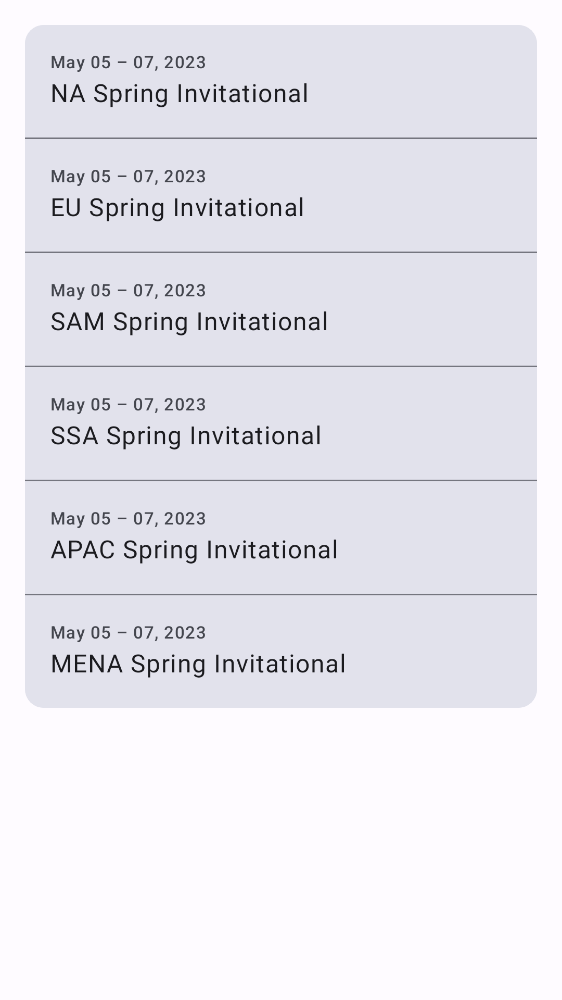 May 05 – 07, 2023
NA Spring Invitational
May 05 – 07, 2023
EU Spring Invitational
May 05 – 07, 2023
SAM Spring Invitational
May 05 – 07, 2023
SSA Spring Invitational
May 05 – 07, 2023
APAC Spring Invitational
May 05 – 07, 2023
MENA Spring Invitational